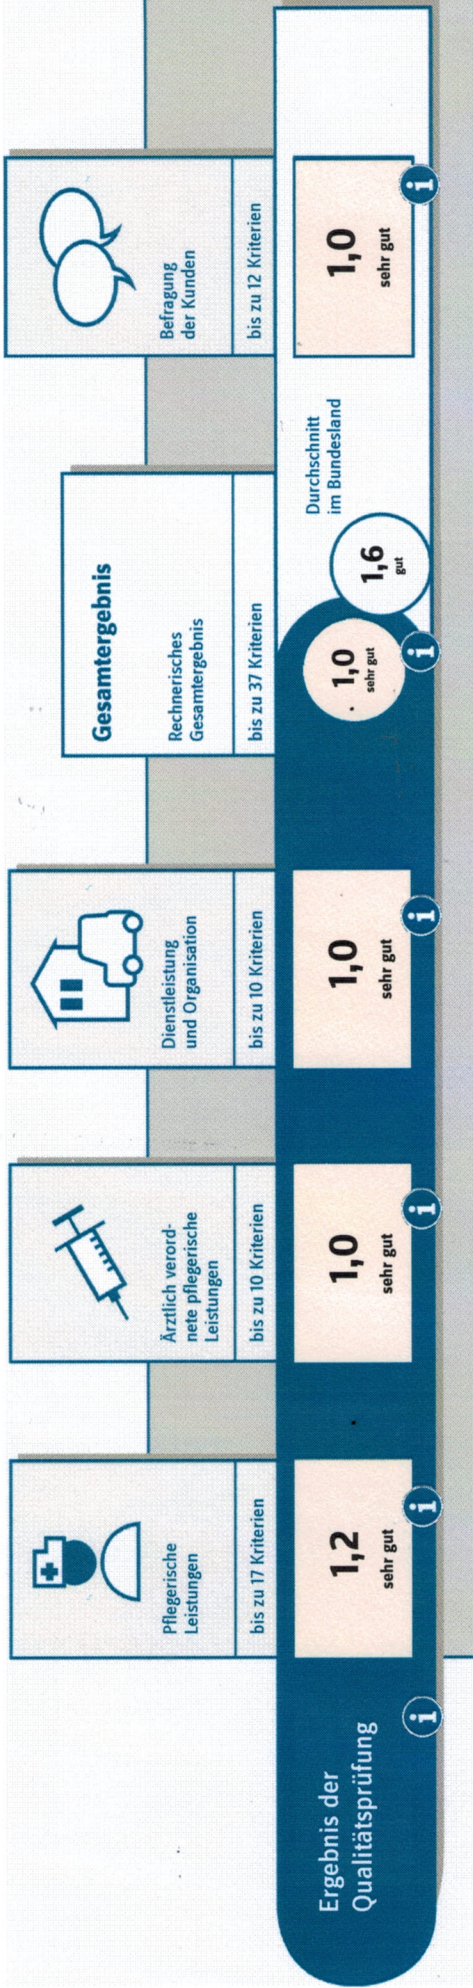 Pflegerische
Leistungen
bis zu 17 Kriterien
Ärztlich verord-
nete pflegerische
Leistungen
bis zu 10 Kriterien
Dienstleistung
und Organisation
bis zu 10 Kriterien
Gesamtergebnis
Rechnerisches
Gesamtergebnis
bis zu 37 Kriterien
Befragung
der Kunden
bis zu 12 Kriterien
Ergebnis der
Qualitätsprüfung
i
1,2
sehr gut
i
1,0
sehr gut
i
1,0
sehr gut
i
1,0
sehr gut
i
1,6
gut
Durchschnitt
im Bundesland
1,0
sehr gut
i